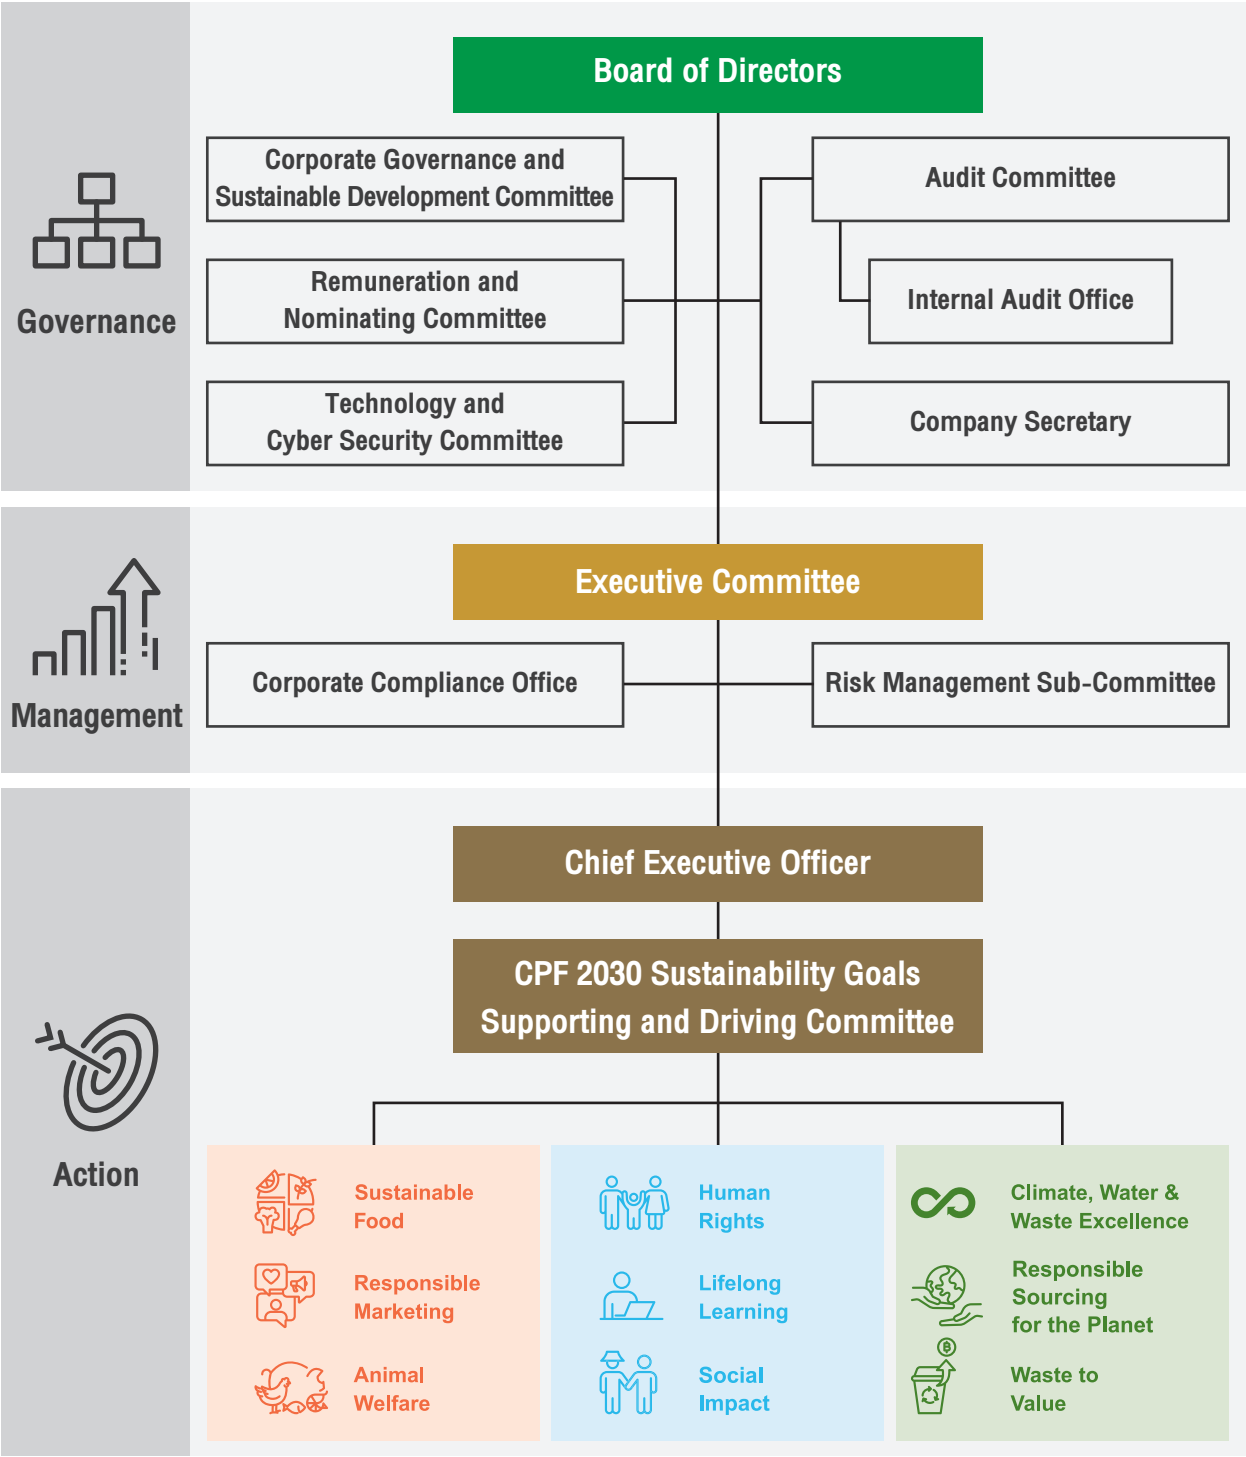 Board of Directors
Corporate Governance and
Sustainable Development Committee
Audit Committee
Remuneration and
Nominating Committee
Internal Audit Office
Technology and
Cyber Security Committee
Company Secretary
Governance
Executive Committee
Corporate Compliance Office
Risk Management Sub-Committee
Management
Chief Executive Officer
CPF 2030 Sustainability Goals
Supporting and Driving Committee
Action
Sustainable
Food
Responsible
Marketing
Animal
Welfare
Human
Rights
Lifelong
Learning
Social
Impact
Climate, Water &
Waste Excellence
Responsible
Sourcing
for the Planet
฿
Waste to
Value